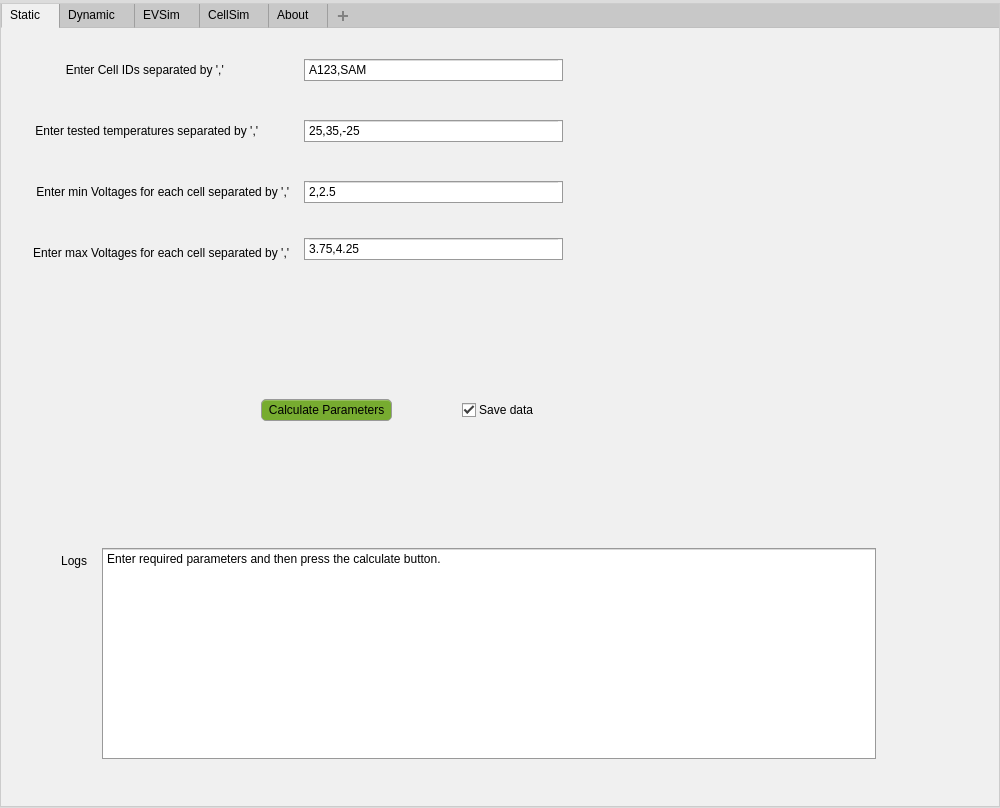 Static Dynamic EVSim CellSim About
Enter Cell IDs separated by ',' A123,SAM
Enter tested temperatures separated by ',' 25,35,-25
Enter min Voltages for each cell separated by ',' 2,2.5
Enter max Voltages for each cell separated by ',' 3.75,4.25
Calculate Parameters Save data
Logs Enter required parameters and then press the calculate button.